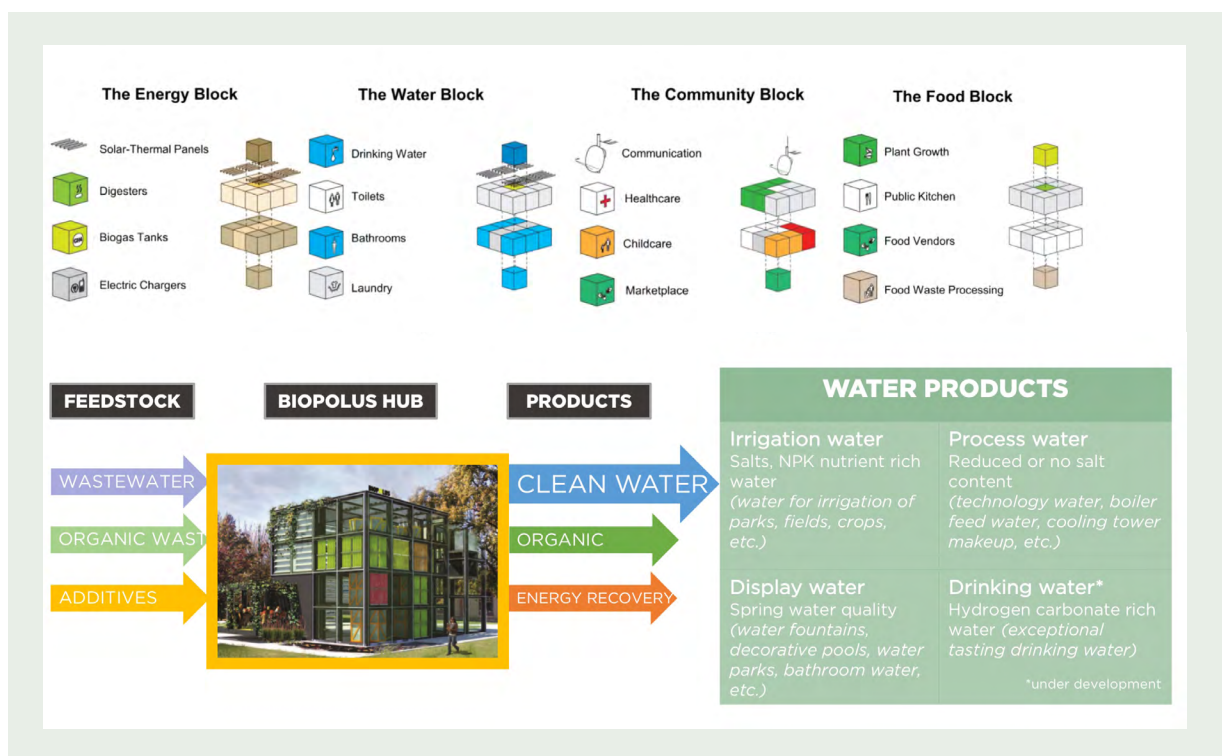 The Energy Block
Solar-Thermal Panels
Digesters
Biogas Tanks
Electric Chargers
The Water Block
Drinking Water
Toilets
Bathrooms
Laundry
The Community Block
Communication
Healthcare
Childcare
Marketplace
The Food Block
Plant Growth
Public Kitchen
Food Vendors
Food Waste Processing
FEEDSTOCK
WASTEWATER
ORGANIC WAST
ADDITIVES
BIOPOLUS HUB
PRODUCTS
CLEAN WATER
ORGANIC
ENERGY RECOVERY
WATER PRODUCTS
Irrigation water
Salts, NPK nutrient rich
water
(water for irrigation of
parks, fields, crops,
etc.)
Process water
Reduced or no salt
content
(technology water, boiler
feed water, cooling tower
makeup, etc.)
Display water
Spring water quality
(water fountains,
decorative pools, water
parks, bathroom water,
etc.)
Drinking water*
Hydrogen carbonate rich
water (exceptional
tasting drinking water)
*under development